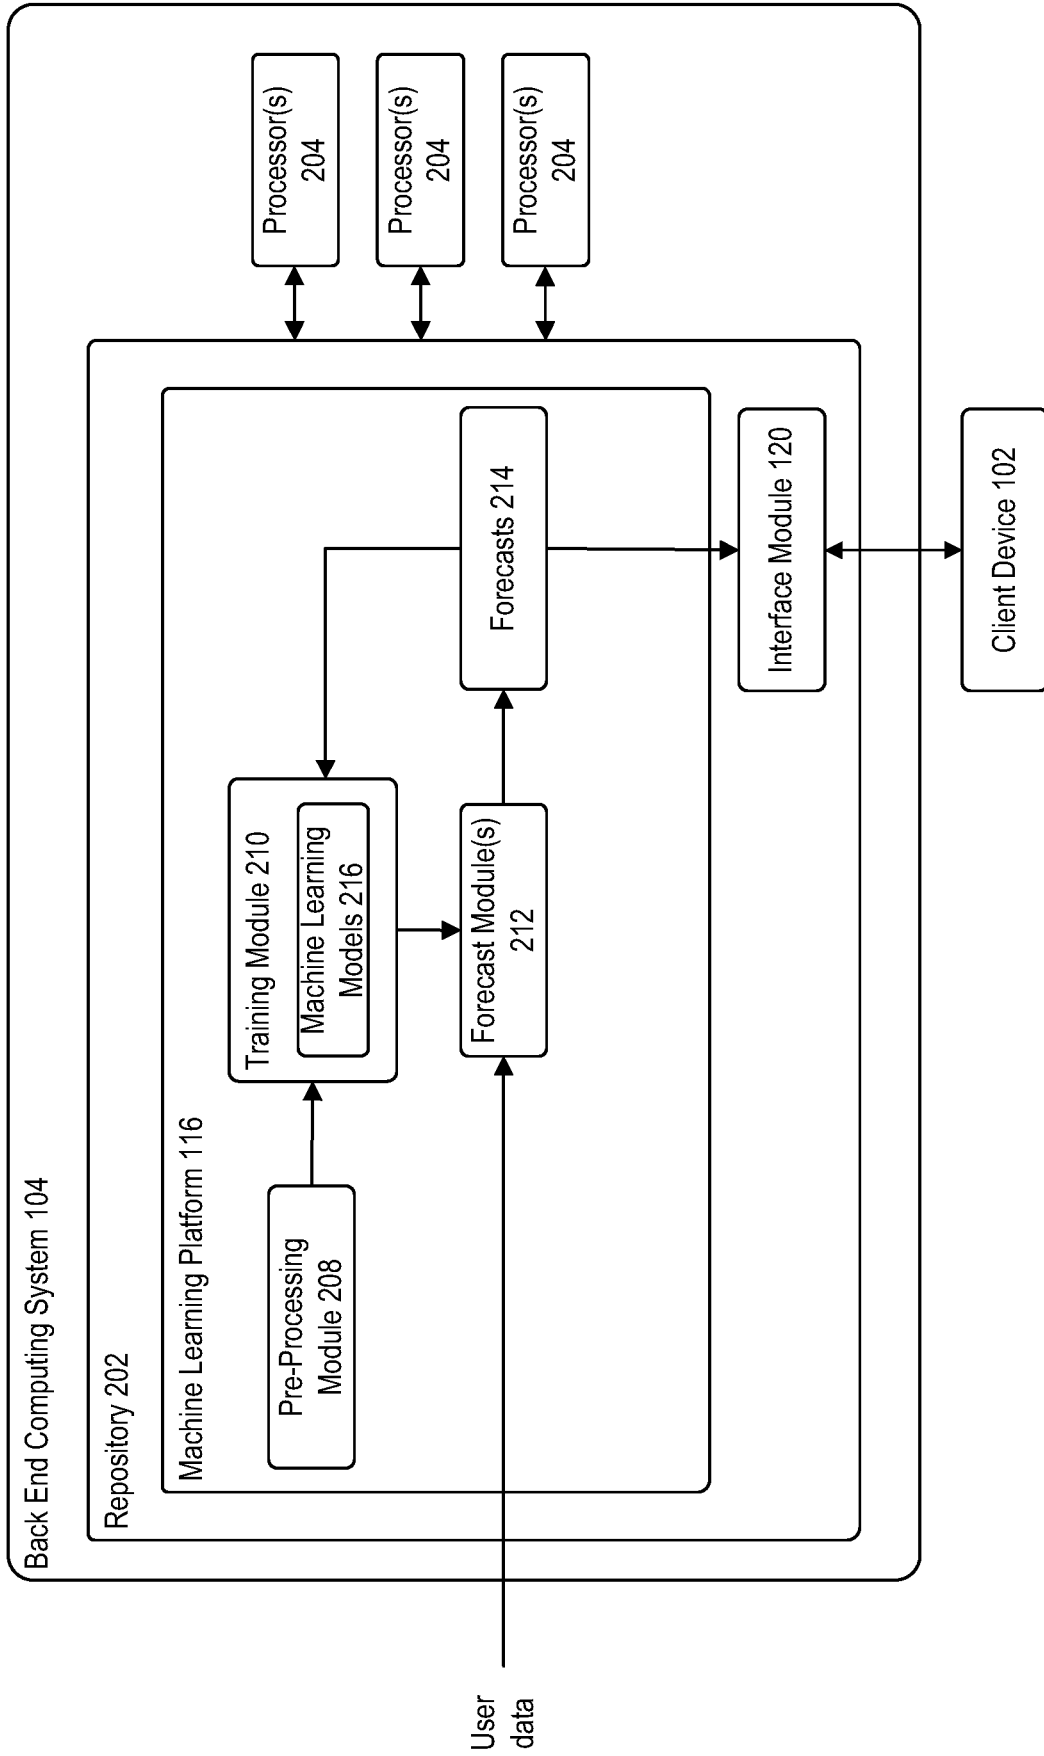 Back End Computing System 104
Repository 202
Machine Learning Platform 116
Pre-Processing
Module 208
Training Module 210
Machine Learning
Models 216
Forecast Module(s)
212
Forecasts 214
Processor(s)
204
Processor(s)
204
Processor(s)
204
Interface Module 120
Client Device 102
User
data